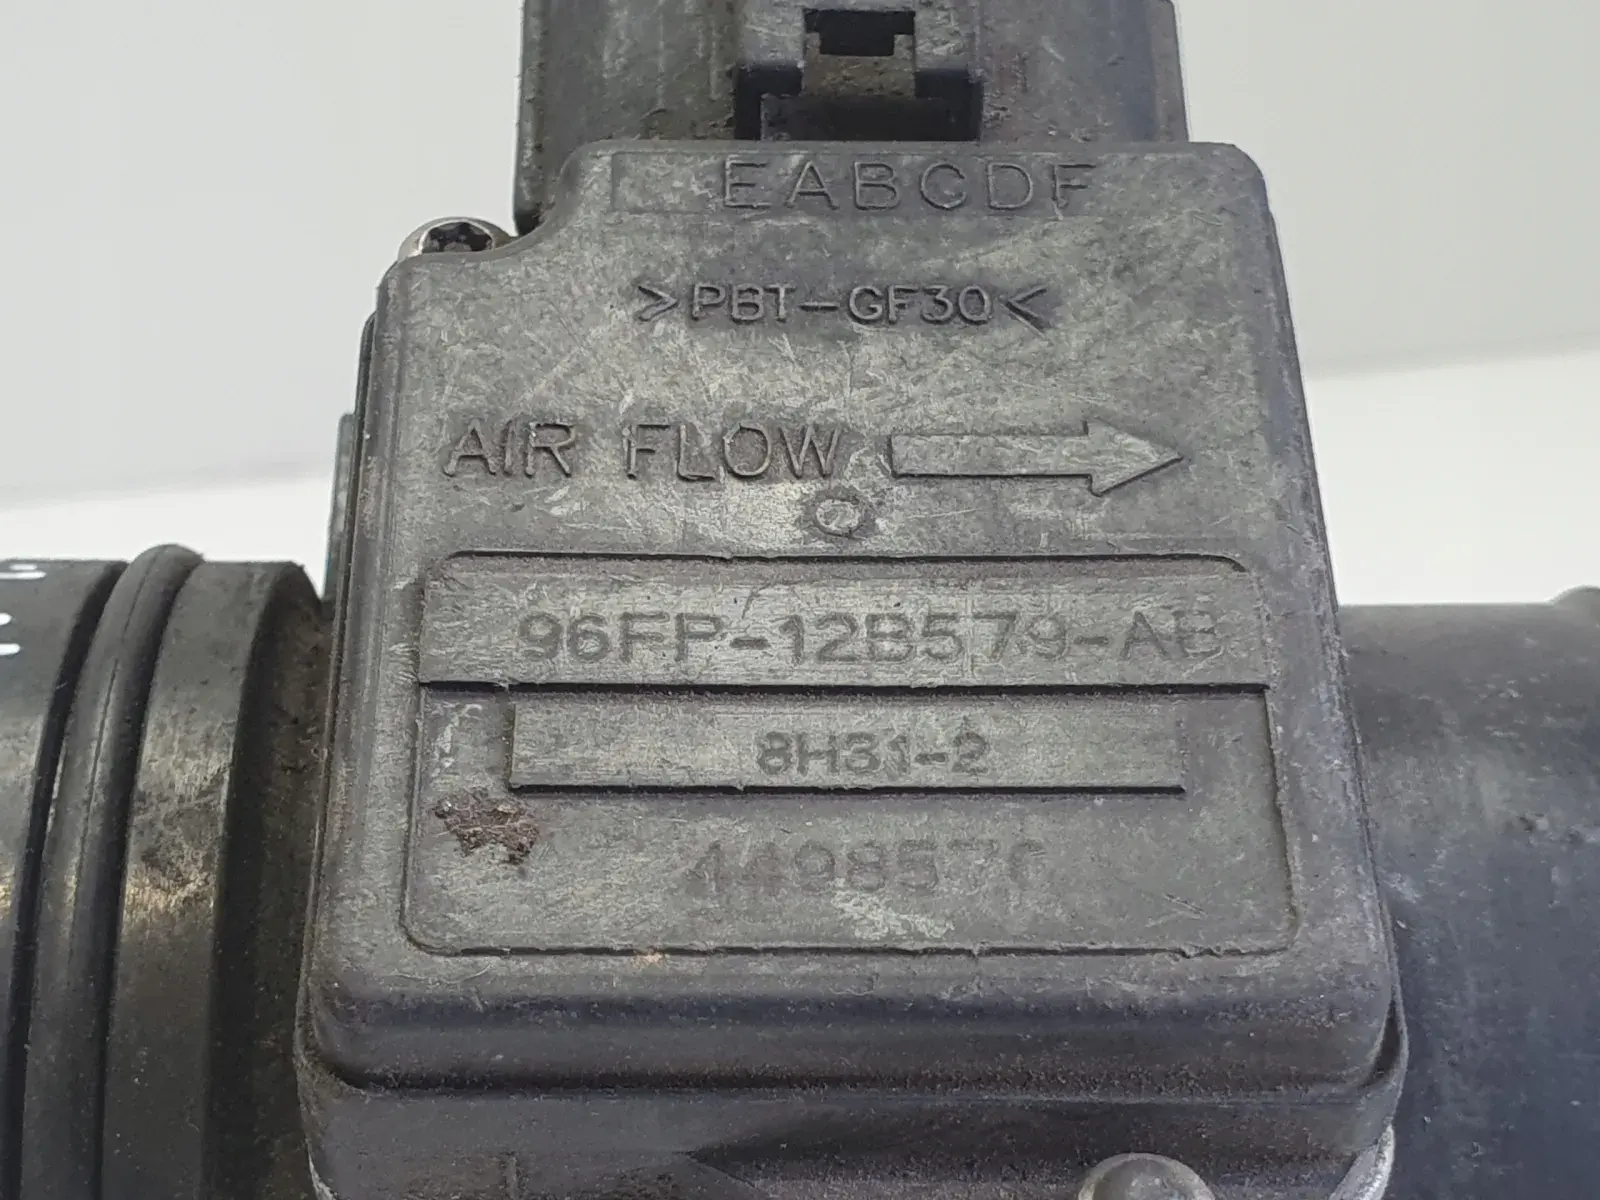 EABCDF
>PBT-GF30<
AIR FLOW
96FP-12B579-AB
8H31-2